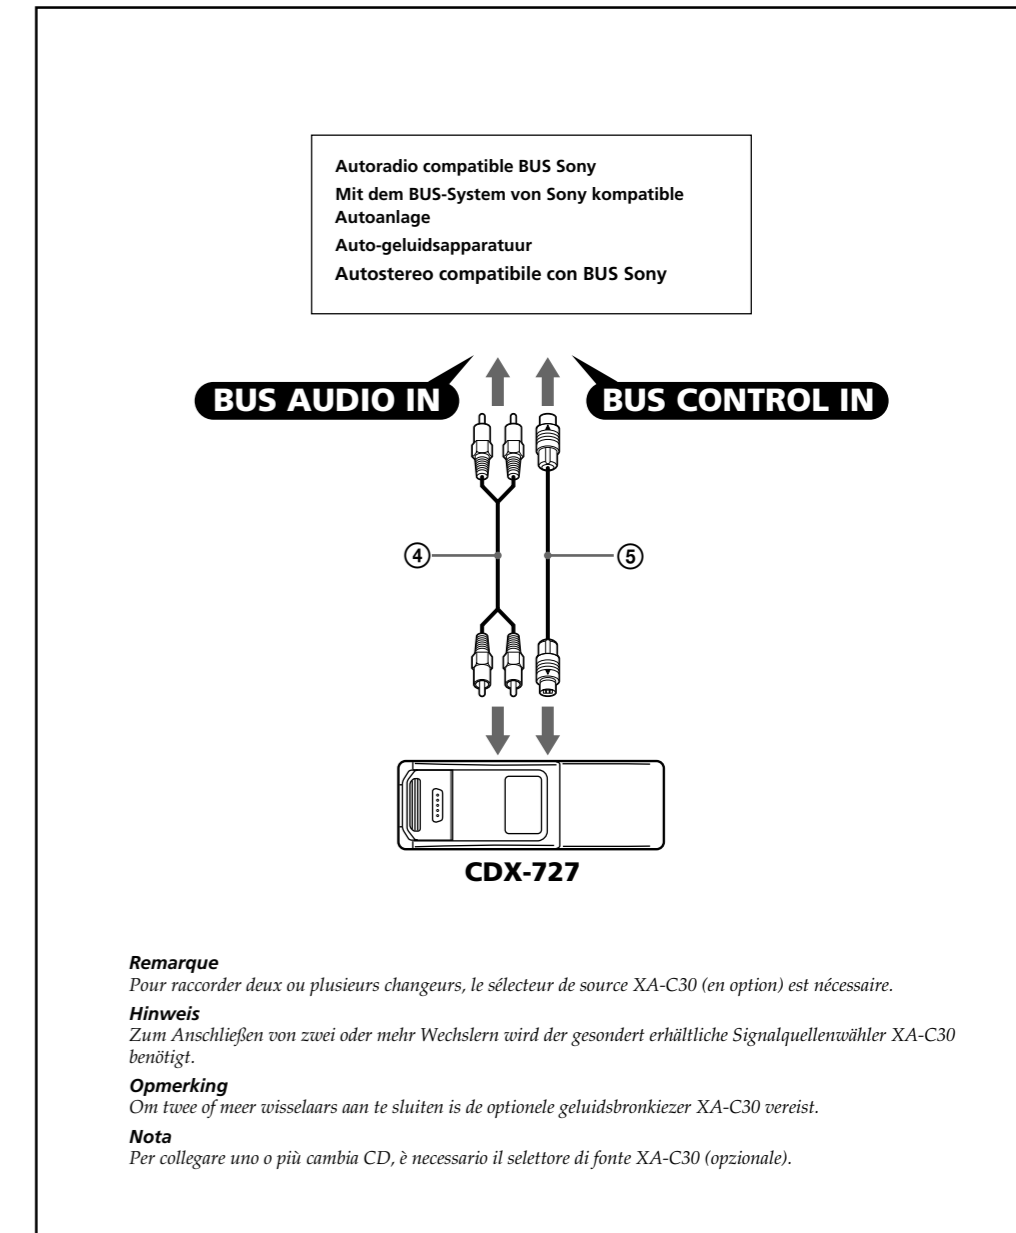 Autoradio compatible BUS Sony
Mit dem BUS-System von Sony kompatible
Autoanlage
Auto-geluidsapparatuur
Autostereo compatibile con BUS Sony
BUS AUDIO IN
BUS CONTROL IN
④
⑤
CDX-727
Remarque
Pour raccorder deux ou plusieurs changeurs, le sélecteur de source XA-C30 (en option) est nécessaire.
Hinweis
Zum Anschließen von zwei oder mehr Wechslern wird der gesondert erhältliche Signalquellenwähler XA-C30
benötigt.
Opmerking
Om twee of meer wisselaars aan te sluiten is de optionele geluidsbronkiezer XA-C30 vereist.
Nota
Per collegare uno o più cambia CD, è necessario il selettore di fonte XA-C30 (opzionale).